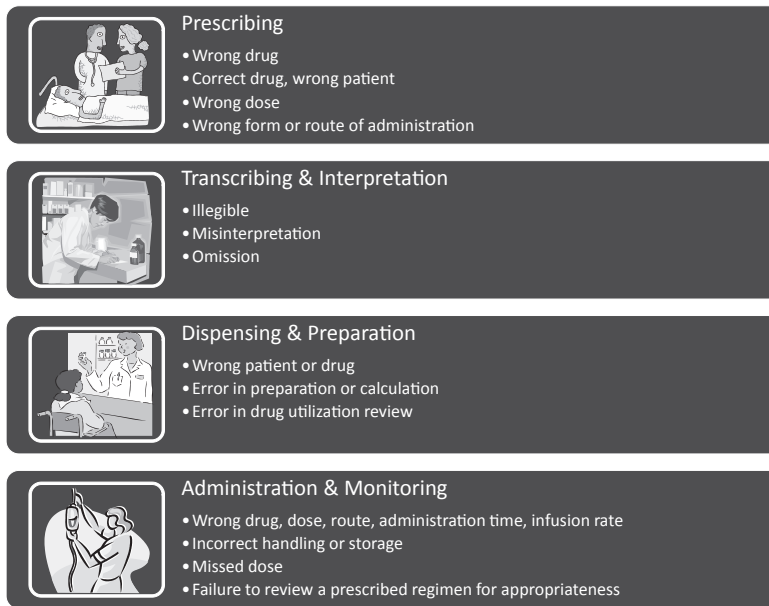 Prescribing
• Wrong drug
• Correct drug, wrong patient
• Wrong dose
• Wrong form or route of administration
Transcribing & Interpretation
• Illegible
• Misinterpretation
• Omission
Dispensing & Preparation
• Wrong patient or drug
• Error in preparation or calculation
• Error in drug utilization review
Administration & Monitoring
• Wrong drug, dose, route, administration time, infusion rate
• Incorrect handling or storage
• Missed dose
• Failure to review a prescribed regimen for appropriateness